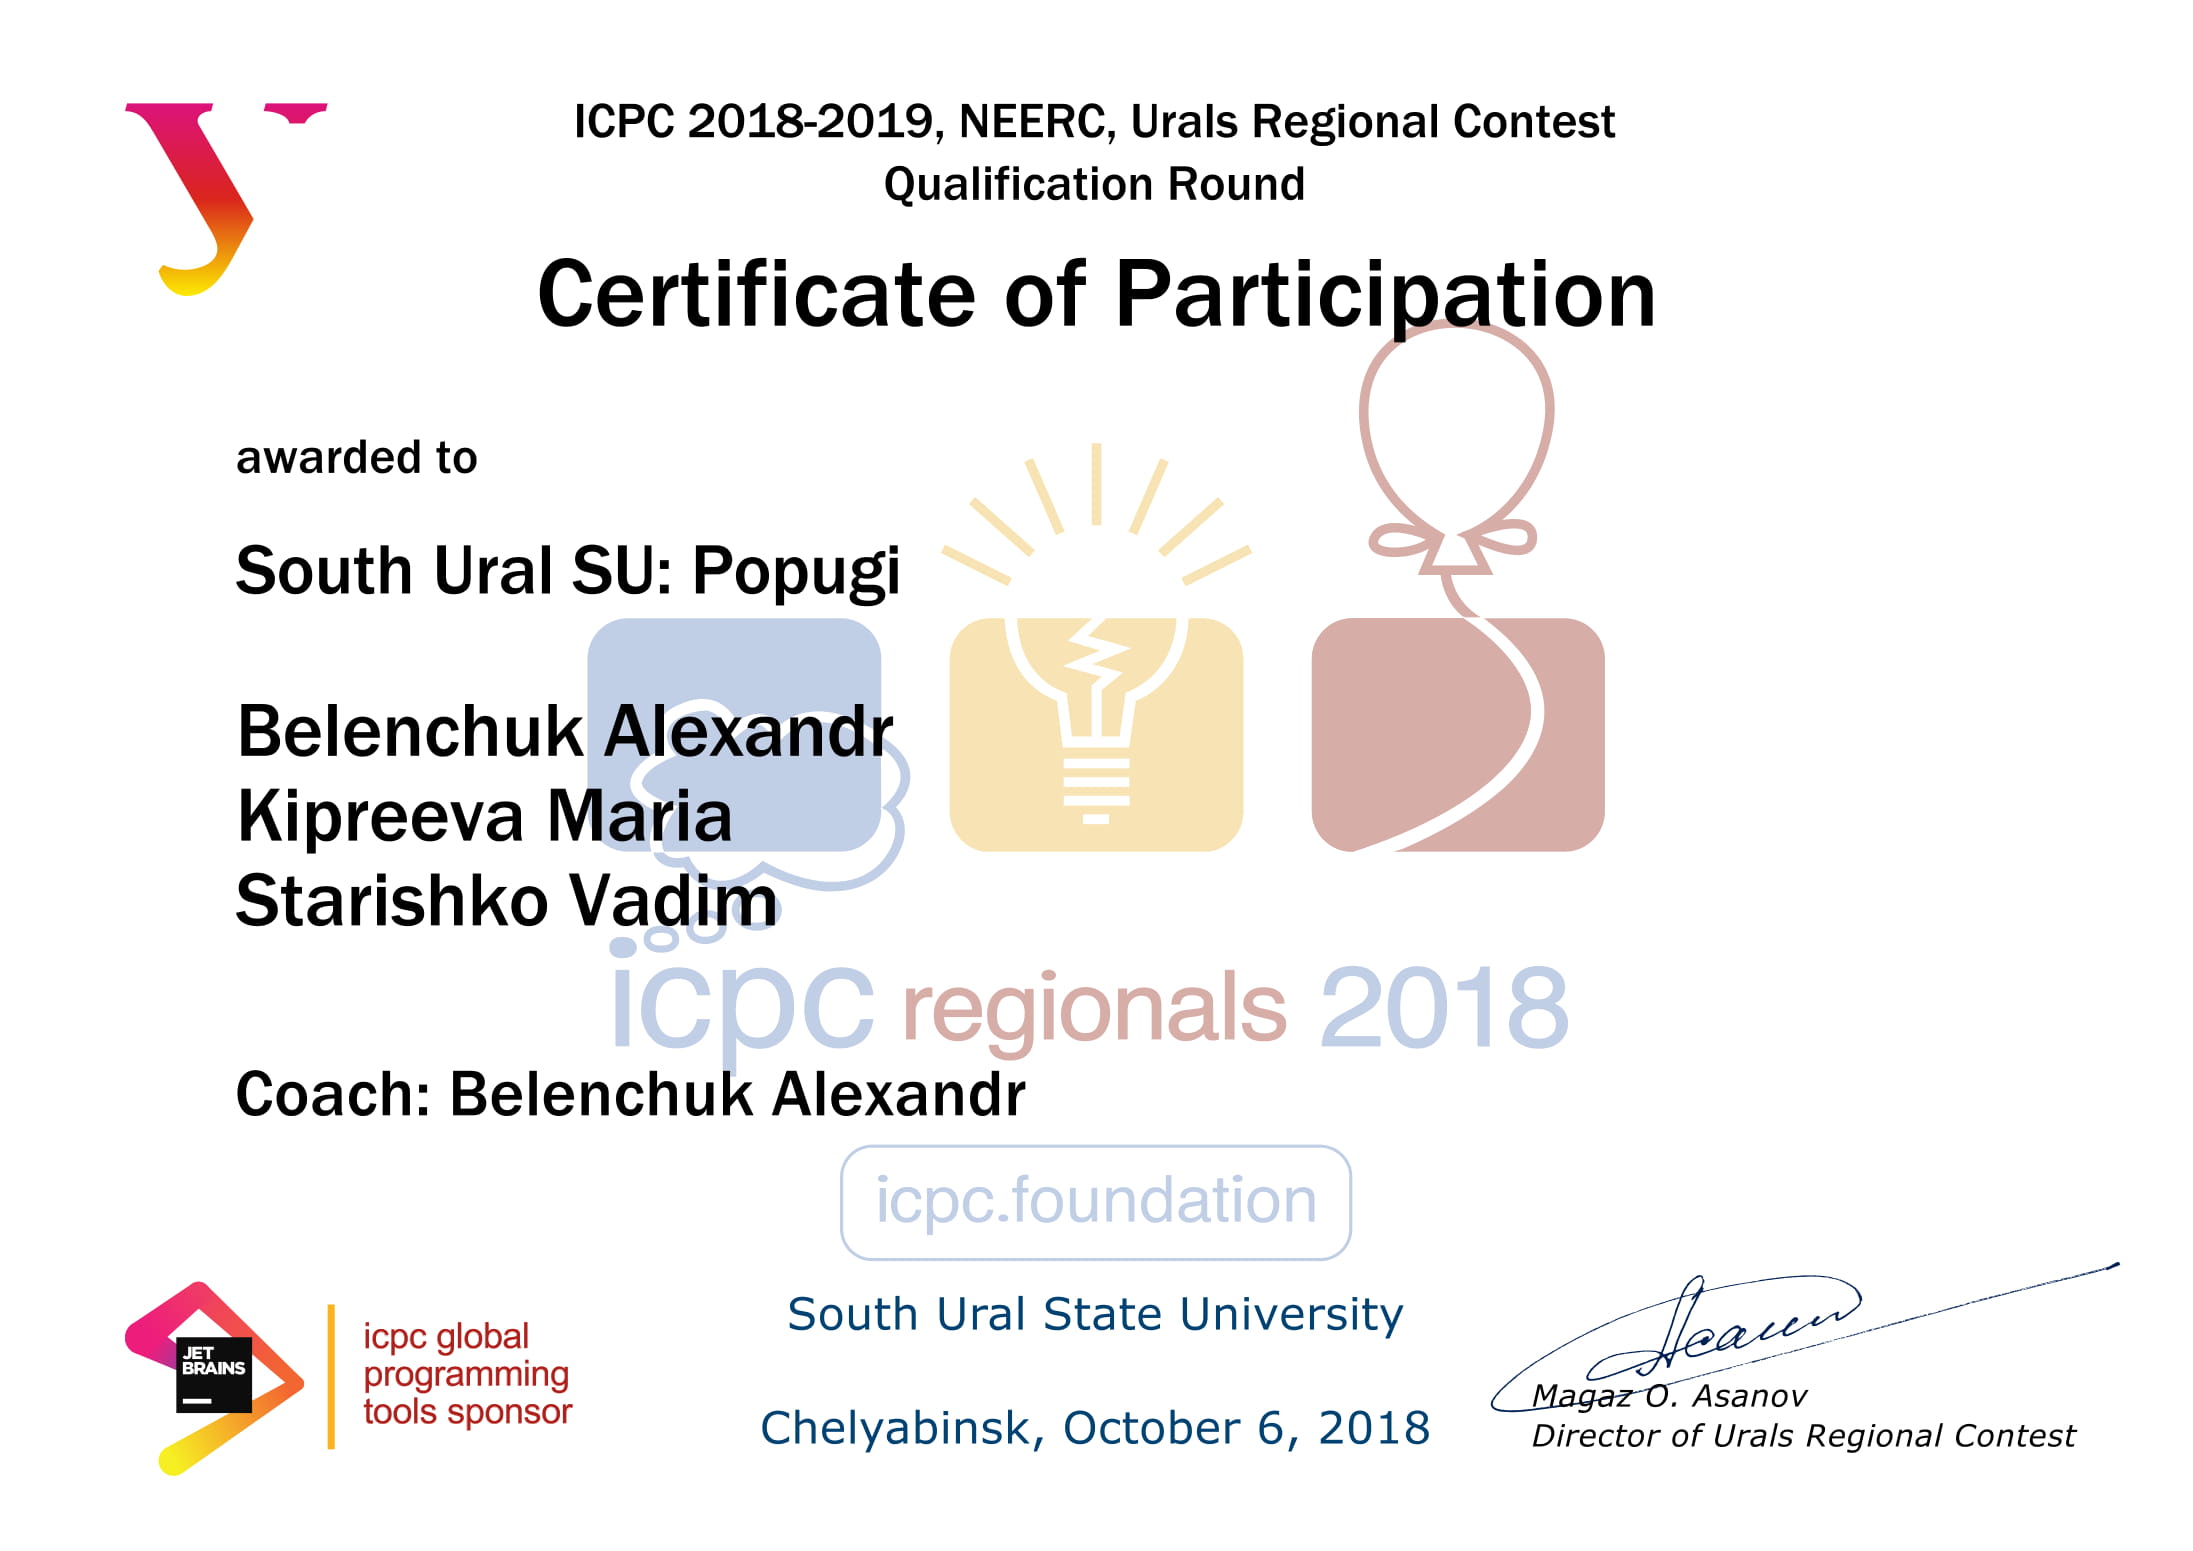 ICPC 2018-2019, NEERC, Urals Regional Contest
Qualification Round
Certificate of Participation
awarded to
South Ural SU: Popugi
Belenchuk Alexandr
Kipreeva Maria
Starishko Vadim
icpc regionals 2018
Coach: Belenchuk Alexandr
icpc.foundation
JET
BRAINS
icpc global
programming
tools sponsor
South Ural State University
Chelyabinsk, October 6, 2018
Magaz O. Asanov
Director of Urals Regional Contest